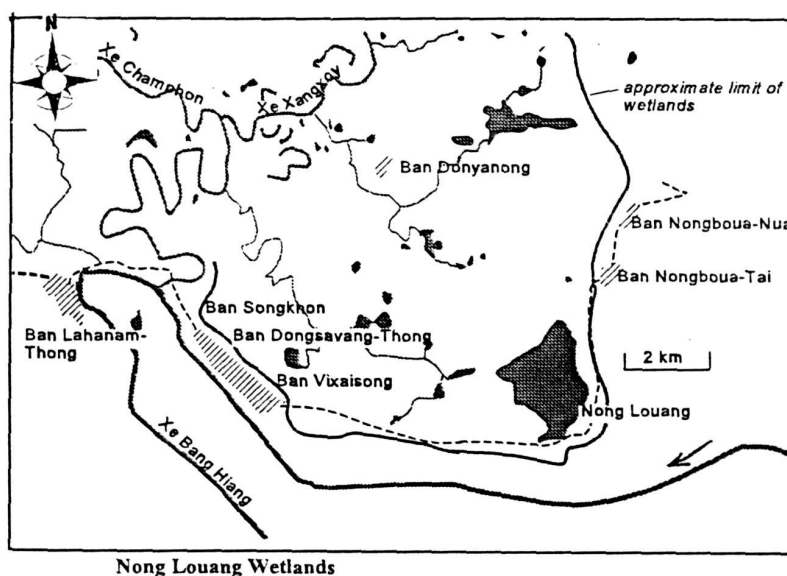 N
Xe Champhon
Xe Xangxoy
approximate limit of
wetlands
Ban Donyanong
Ban Nongboua-Nua
Ban Nongboua-Tai
Ban Songkhon
Ban Lahanam-
Thong
Ban Dongsavang-Thong
2 km
Ban Vixaisong
Nong Louang
Xe Bang Hiang
Nong Louang Wetlands